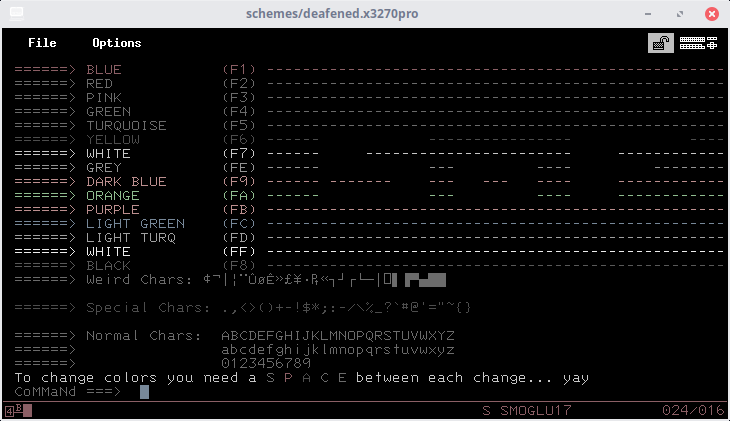 schemes/deafened.x3270pro
File Options
======> BLUE (F1) ------------------------------------------------
======> RED (F2) ------------------------------------------------
======> PINK (F3) ------------------------------------------------
======> GREEN (F4) ------------------------------------------------
======> TURQUOISE (F5) ------------------------------------------------
======> YELLOW (F6) ------ --- ---
======> WHITE (F7) ------ --------------------- ------------
======> GREY (FE) --- ---
======> DARK BLUE (F9) ------ ------ --- --- ---
======> ORANGE (FA) --- ---
======> PURPLE (FB) ------------------------------------------------
======> LIGHT GREEN (FC) ------------------------------------------------
======> LIGHT TURQ (FD) ------------------------------------------------
======> WHITE (FF) ------------------------------------------------
======> BLACK (F8) ------------------------------------------------
======> Weird Chars: ¢¬|¦¨ÛøÉ»£¥·
======> Special Chars: .,<>()+-!$*;:-/\%_?`#@'="~{}
======> Normal Chars: ABCDEFGHIJKLMNOPQRSTUVWXYZ
======> abcdefghijklmnopqrstuvwxyz
======> 0123456789
To change colors you need a S P A C E between each change... yay
CoMMaNd ===>
4B
S SMOGLU17 024/016